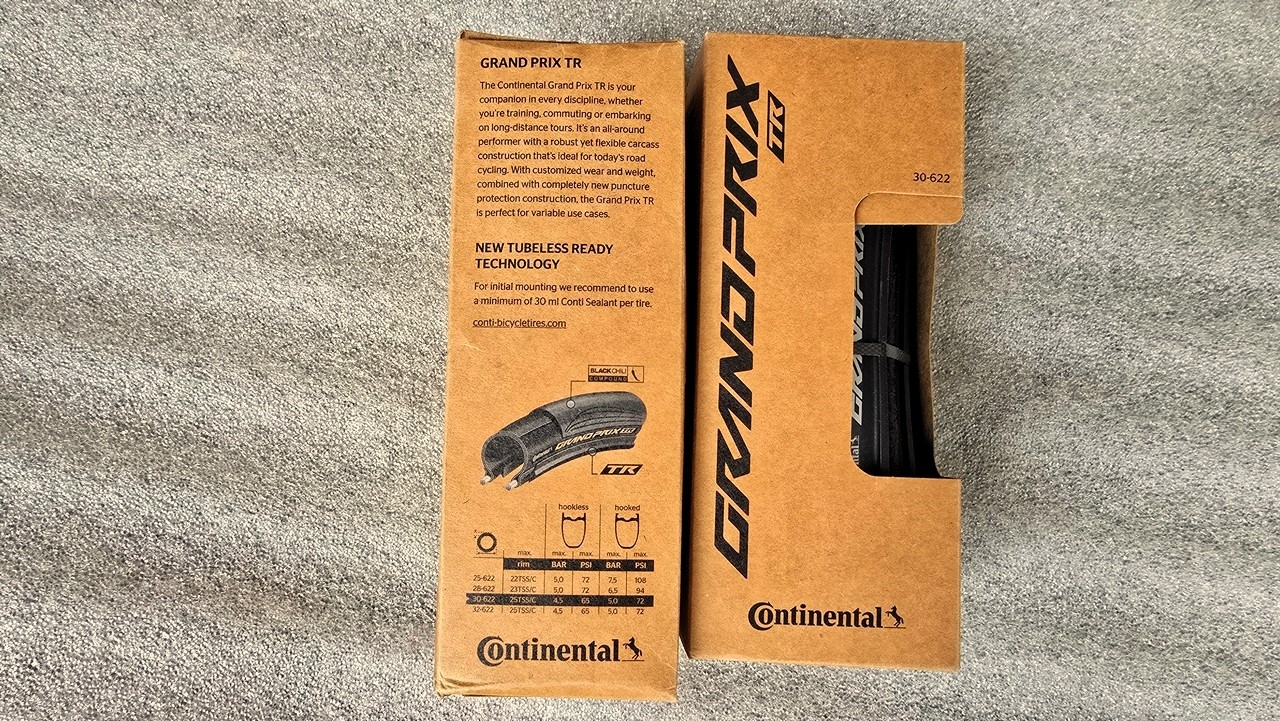 GRAND PRIX TR
The Continental Grand Prix TR is your
companion in every discipline, whether
you're training, commuting or embarking
on long-distance tours. It's an all-around
performer with a robust yet flexible carcass
construction that's ideal for today's road
cycling. With customized wear and weight,
combined with completely new puncture
protection construction, the Grand Prix TR
is perfect for variable use cases.
NEW TUBELESS READY
TECHNOLOGY
For initial mounting we recommend to use
a minimum of 30 ml Conti Sealant per tire.
conti-bicycletires.com
BLACKCHILI
COMPOUND
GRAND PRIX TR
TR
hookless hooked
max. max. max. max. max.
rim BAR PSI BAR PSI
25-622 22TSS/C 5,0 72 7,5 108
28-622 23TSS/C 5,0 72 6,5 94
30-622 25TSS/C 4,5 65 5,0 72
32-622 25TSS/C 4,5 65 5,0 72
Continental
GRAND PRIX
TR
30-622
GRAND PRIX
Continental